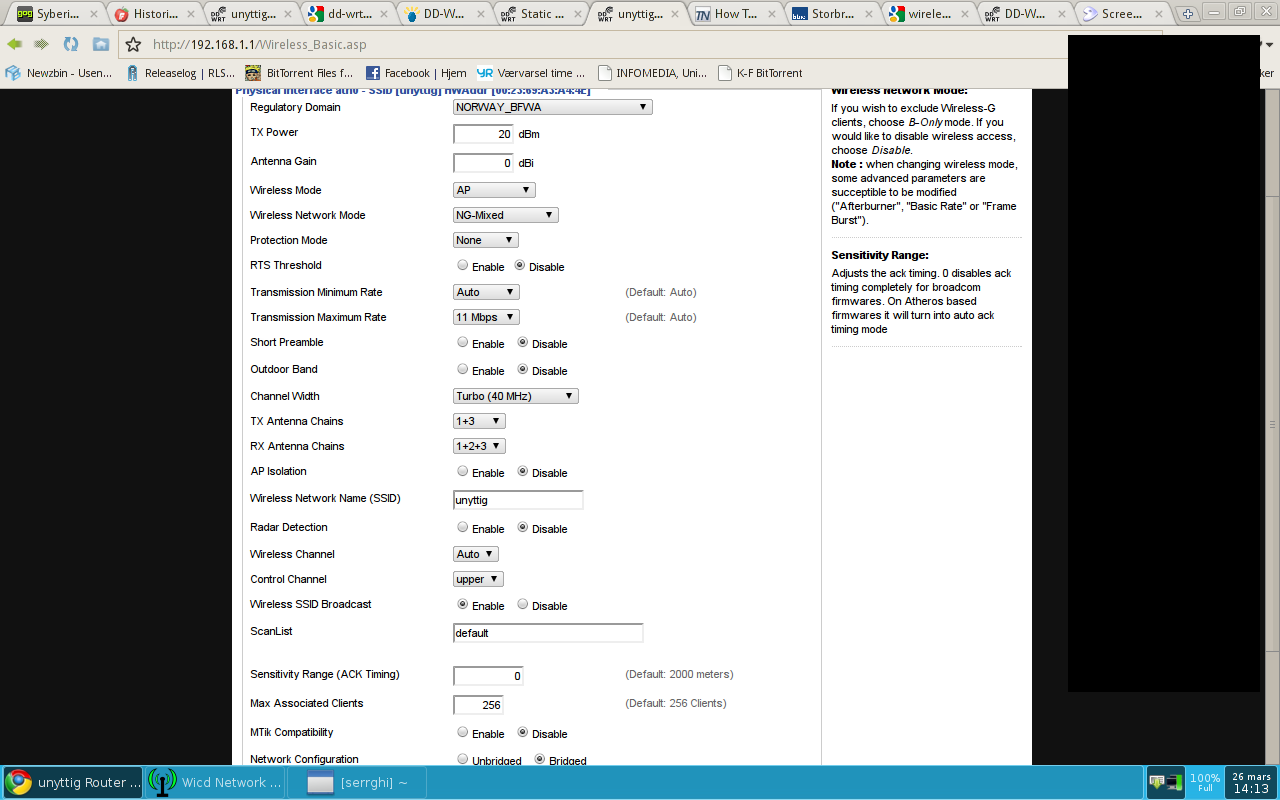 Syberi...
Histori...
unyttig...
dd-wrt...
DD-W...
Static ...
unyttig...
How T...
Storbr...
wirele...
DD-W...
Scree...
http://192.168.1.1/Wireless_Basic.asp
Newzbin - Usen...
Releaselog | RLS...
BitTorrent Files f...
Facebook | Hjem
Værvarsel time ...
INFOMEDIA, Uni...
K-F BitTorrent
ker
Physical Interface ath0 - SSID [unyttig] HWAddr [00:23:69:A3:A4:4E]
Regulatory Domain NORWAY_BFWA
TX Power 20 dBm
Antenna Gain 0 dBi
Wireless Mode AP
Wireless Network Mode NG-Mixed
Protection Mode None
RTS Threshold Enable Disable
Transmission Minimum Rate Auto (Default: Auto)
Transmission Maximum Rate 11 Mbps (Default: Auto)
Short Preamble Enable Disable
Outdoor Band Enable Disable
Channel Width Turbo (40 MHz)
TX Antenna Chains 1+3
RX Antenna Chains 1+2+3
AP Isolation Enable Disable
Wireless Network Name (SSID) unyttig
Radar Detection Enable Disable
Wireless Channel Auto
Control Channel upper
Wireless SSID Broadcast Enable Disable
ScanList default
Sensitivity Range (ACK Timing) 0 (Default: 2000 meters)
Max Associated Clients 256 (Default: 256 Clients)
MTik Compatibility Enable Disable
Network Configuration Unbridged Bridged
Wireless Network Mode:
If you wish to exclude Wireless-G
clients, choose B-Only mode. If you
would like to disable wireless access,
choose Disable.
Note : when changing wireless mode,
some advanced parameters are
succeptible to be modified
("Afterburner", "Basic Rate" or "Frame
Burst").
Sensitivity Range:
Adjusts the ack timing. 0 disables ack
timing completely for broadcom
firmwares. On Atheros based
firmwares it will turn into auto ack
timing mode
unyttig Router ...
Wicd Network ...
[serrghi] ~
100%
Full
26 mars
14:13